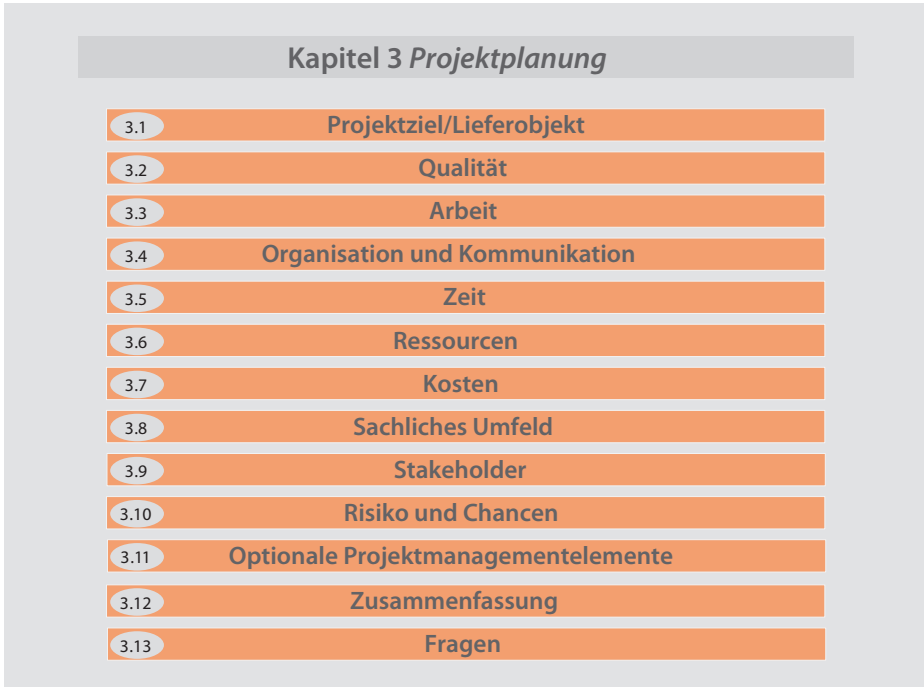 Kapitel 3 Projektplanung
3.1 Projektziel/Lieferobjekt
3.2 Qualität
3.3 Arbeit
3.4 Organisation und Kommunikation
3.5 Zeit
3.6 Ressourcen
3.7 Kosten
3.8 Sachliches Umfeld
3.9 Stakeholder
3.10 Risiko und Chancen
3.11 Optionale Projektmanagementelemente
3.12 Zusammenfassung
3.13 Fragen